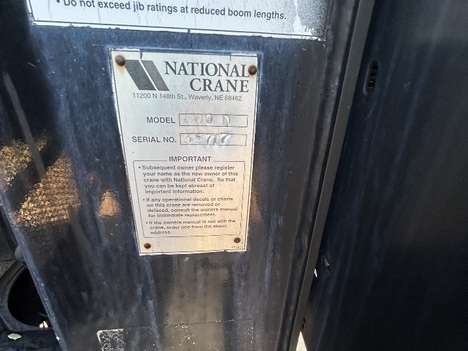 • Do not exceed jib ratings at reduced boom lengths.
NATIONAL
CRANE
11200 N 148th St., Waverly, NE 68462
MODEL
SERIAL NO.
IMPORTANT
• Subsequent owner please register
your name as the new owner of this
crane with National Crane. So that
you can be kept abreast of
important information.
• If any operational decals or charts
on this crane are removed or
defaced, consult the owners manual
for immediate replacement.
• If the owners manual is not with the
crane, order one from the above
address.